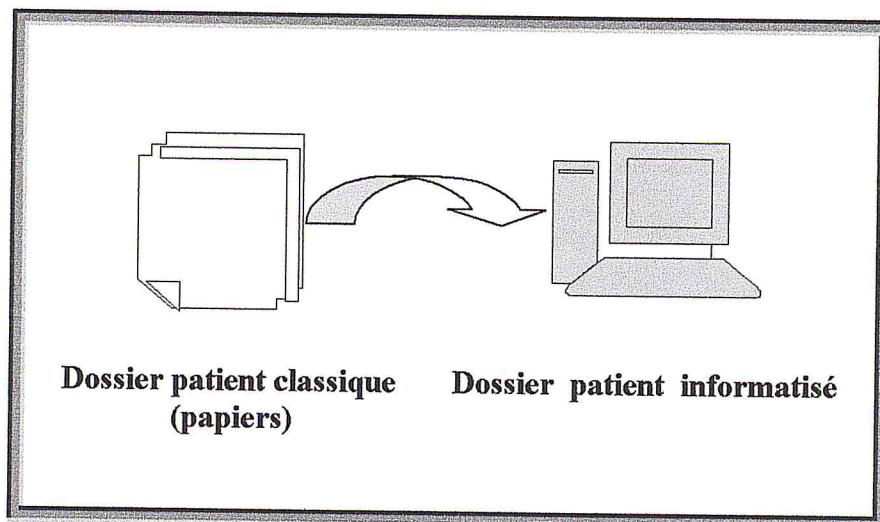 Dossier patient classique
(papiers)
Dossier patient informatisé